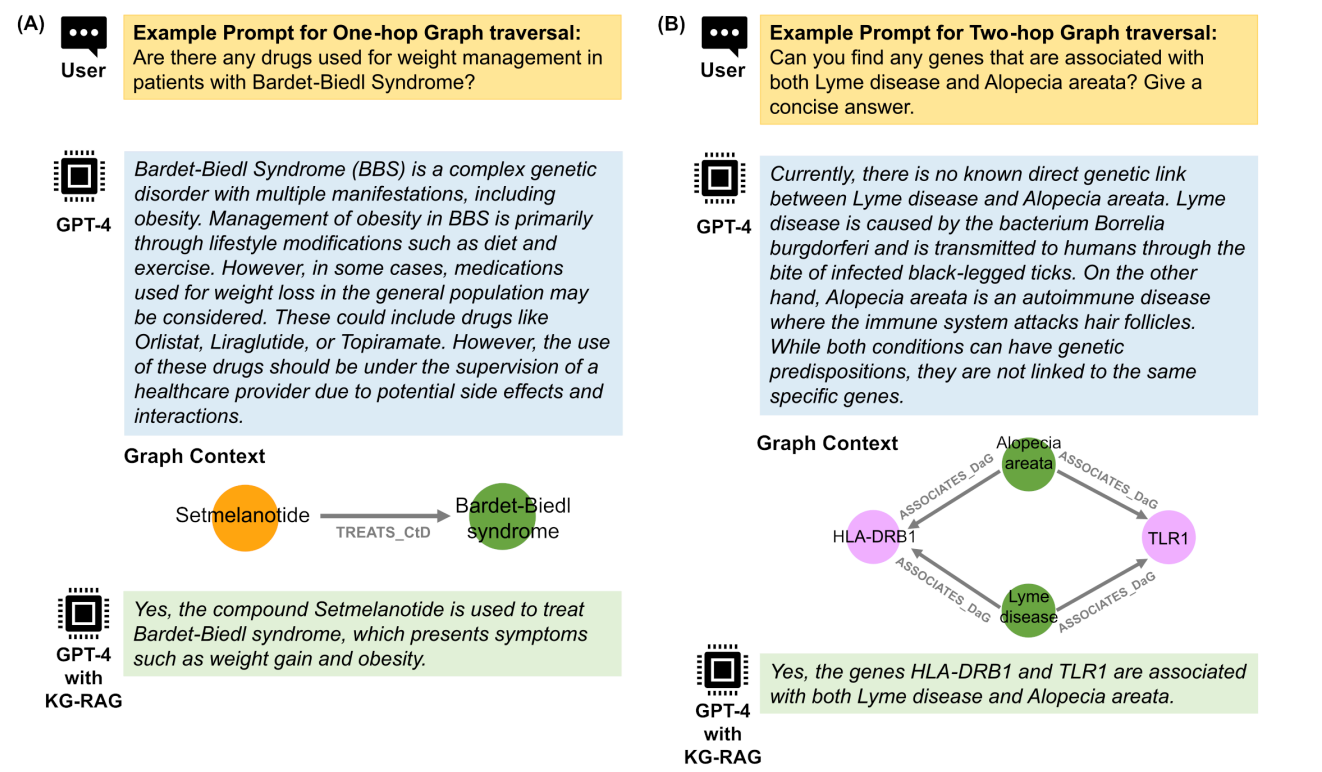 (A)
User
Example Prompt for One-hop Graph traversal:
Are there any drugs used for weight management in
patients with Bardet-Biedl Syndrome?
GPT-4
Bardet-Biedl Syndrome (BBS) is a complex genetic
disorder with multiple manifestations, including
obesity. Management of obesity in BBS is primarily
through lifestyle modifications such as diet and
exercise. However, in some cases, medications
used for weight loss in the general population may
be considered. These could include drugs like
Orlistat, Liraglutide, or Topiramate. However, the use
of these drugs should be under the supervision of a
healthcare provider due to potential side effects and
interactions.
Graph Context
Setmelanotide
TREATS_CtD
Bardet-Biedl
syndrome
GPT-4
with
KG-RAG
Yes, the compound Setmelanotide is used to treat
Bardet-Biedl syndrome, which presents symptoms
such as weight gain and obesity.
(B)
User
Example Prompt for Two-hop Graph traversal:
Can you find any genes that are associated with
both Lyme disease and Alopecia areata? Give a
concise answer.
GPT-4
Currently, there is no known direct genetic link
between Lyme disease and Alopecia areata. Lyme
disease is caused by the bacterium Borrelia
burgdorferi and is transmitted to humans through the
bite of infected black-legged ticks. On the other
hand, Alopecia areata is an autoimmune disease
where the immune system attacks hair follicles.
While both conditions can have genetic
predispositions, they are not linked to the same
specific genes.
Graph Context
Alopecia
areata
ASSOCIATES_DaG
ASSOCIATES_DaG
HLA-DRB1
TLR1
ASSOCIATES_DaG
ASSOCIATES_DaG
Lyme
disease
GPT-4
with
KG-RAG
Yes, the genes HLA-DRB1 and TLR1 are associated
with both Lyme disease and Alopecia areata.